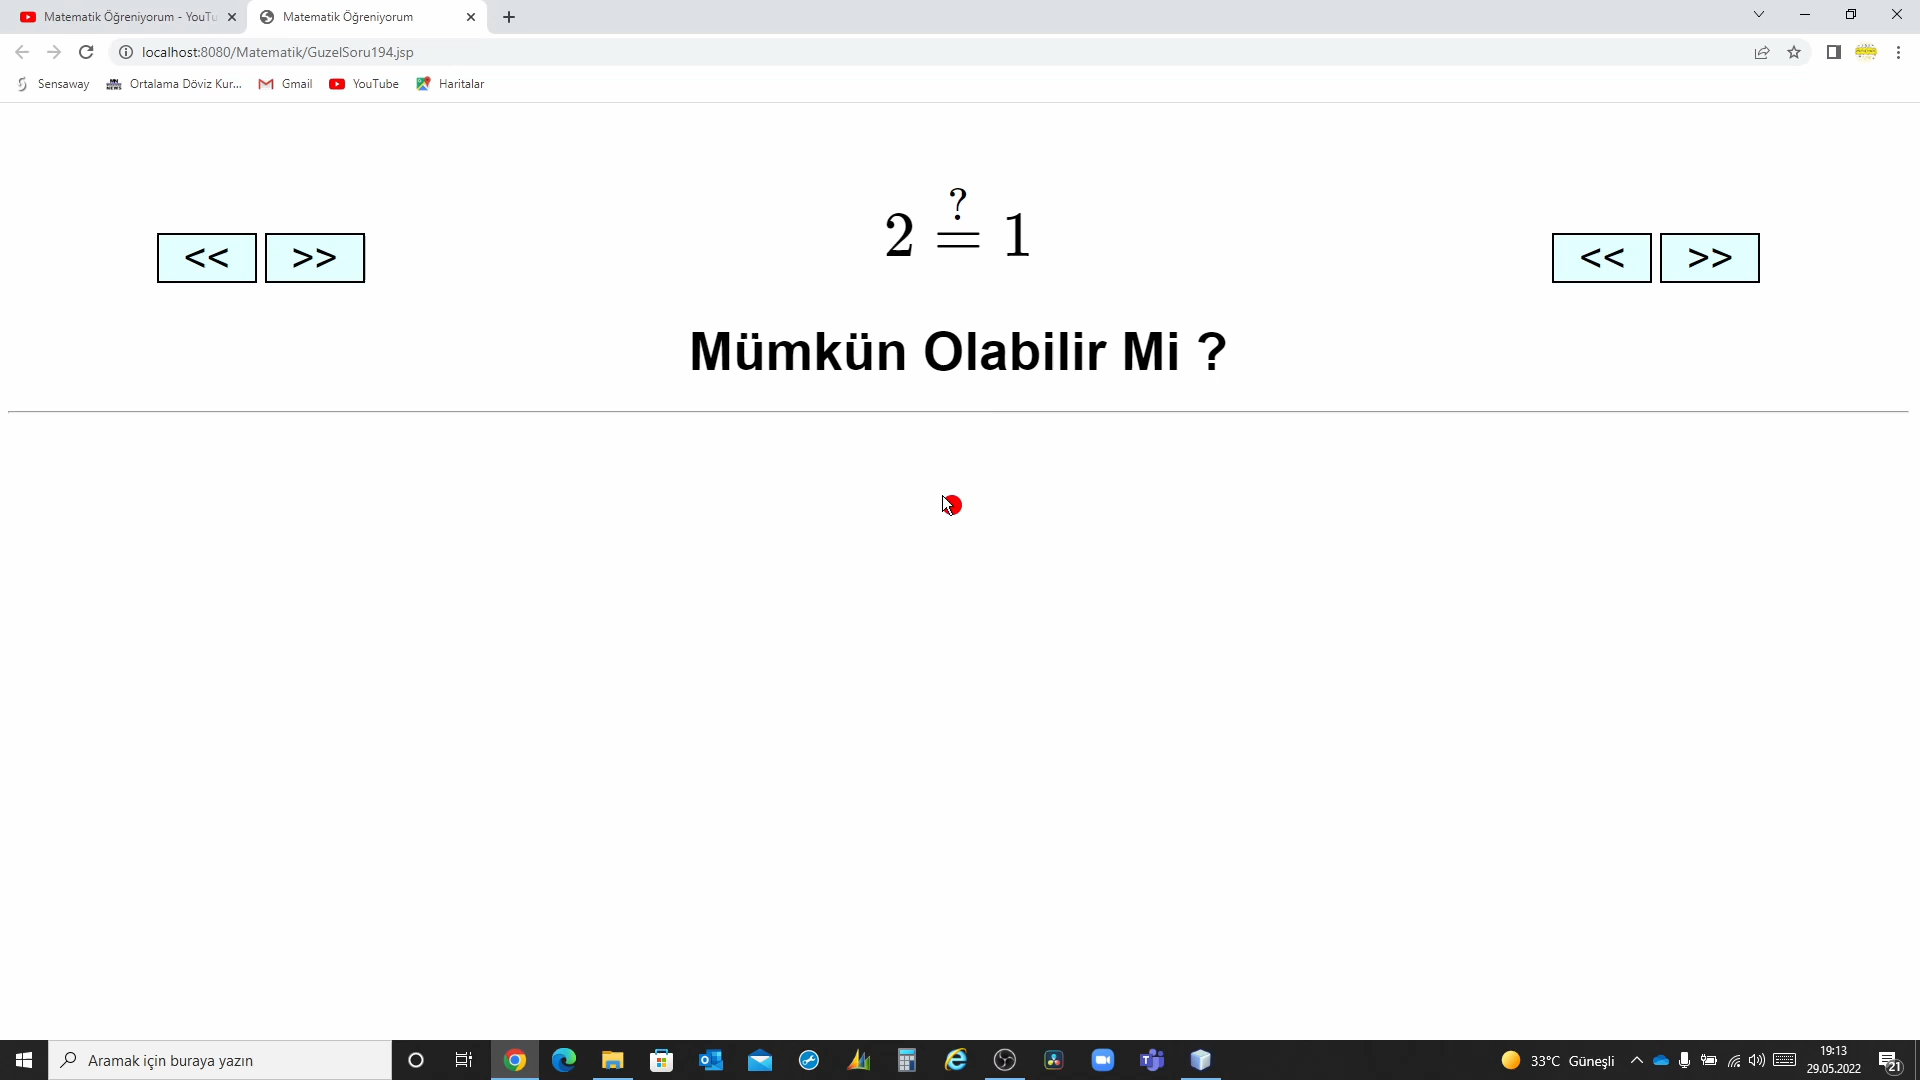 Matematik Öğreniyorum - YouTu
Matematik Öğreniyorum
localhost:8080/Matematik/GuzelSoru194.jsp
Sensaway
Ortalama Döviz Kur...
Gmail
YouTube
Haritalar
<< >>
2 =? 1
<< >>
Mümkün Olabilir Mi ?
Aramak için buraya yazın
33°C Güneşli
19:13
29.05.2022
21